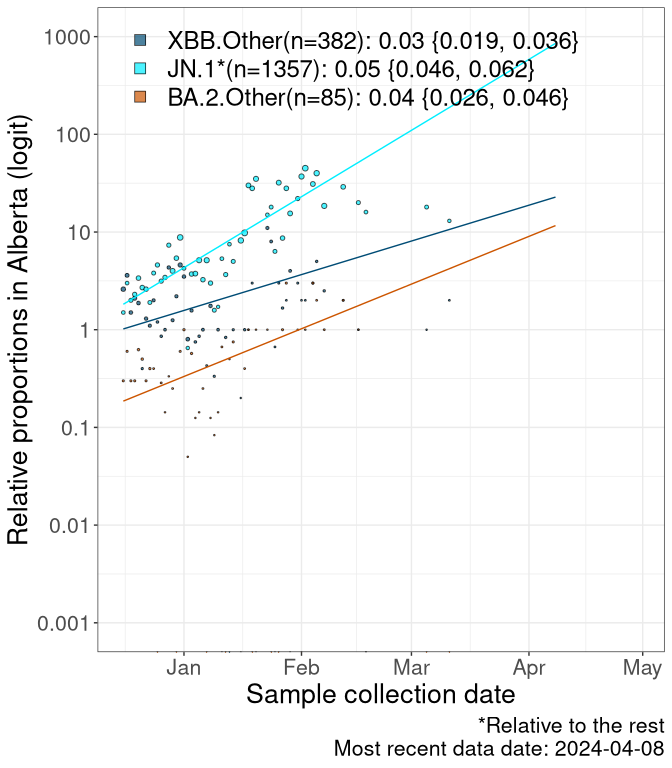 XBB.Other(n=382): 0.03 {0.019, 0.036}
JN.1*(n=1357): 0.05 {0.046, 0.062}
BA.2.Other(n=85): 0.04 {0.026, 0.046}
Relative proportions in Alberta (logit)
1000
100
10
1
0.1
0.01
0.001
Jan Feb Mar Apr May
Sample collection date
*Relative to the rest
Most recent data date: 2024-04-08